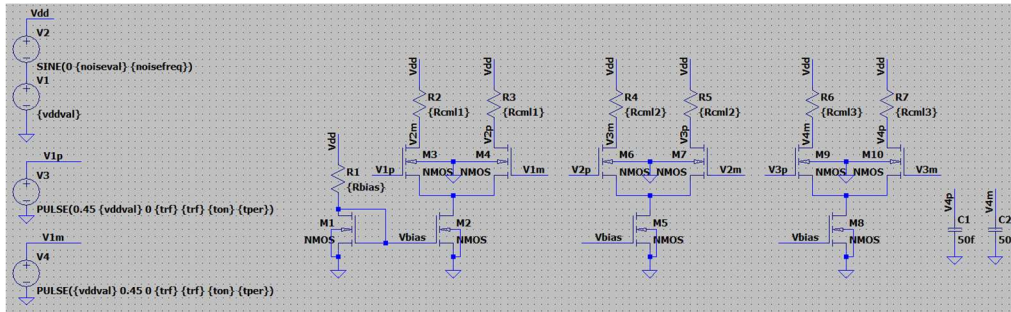 Vdd
V2
SINE(0 {noiseval} {noisefreq})
V1
{vddval}
V1p
V3
PULSE(0.45 {vddval} 0 {trf} {trf} {ton} {tper})
V1m
V4
PULSE({vddval} 0.45 0 {trf} {trf} {ton} {tper})
Vdd
R1
{Rbias}
M1
NMOS
Vbias
M2
NMOS
Vdd
Vdd
R2
{Rcml1}
R3
{Rcml1}
V2m
V2p
V1p
M3
M4
V1m
NMOS
NMOS
Vdd
Vdd
R4
{Rcml2}
R5
{Rcml2}
V3m
V3p
V2p
M6
M7
V2m
NMOS
NMOS
Vbias
M5
NMOS
Vdd
Vdd
R6
{Rcml3}
R7
{Rcml3}
V4m
V4p
V3p
M9
M10
V3m
NMOS
NMOS
Vbias
M8
NMOS
V4p
C1
50f
V4m
C2
50